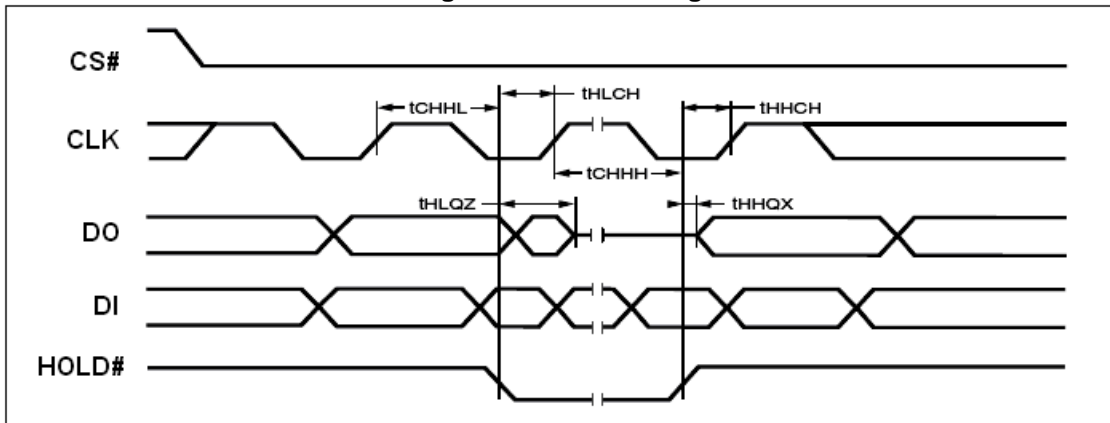 CS#
tHLCH
tHHCH
tCHHL
CLK
tCHHH
tHLQZ
tHHQX
DO
DI
HOLD#